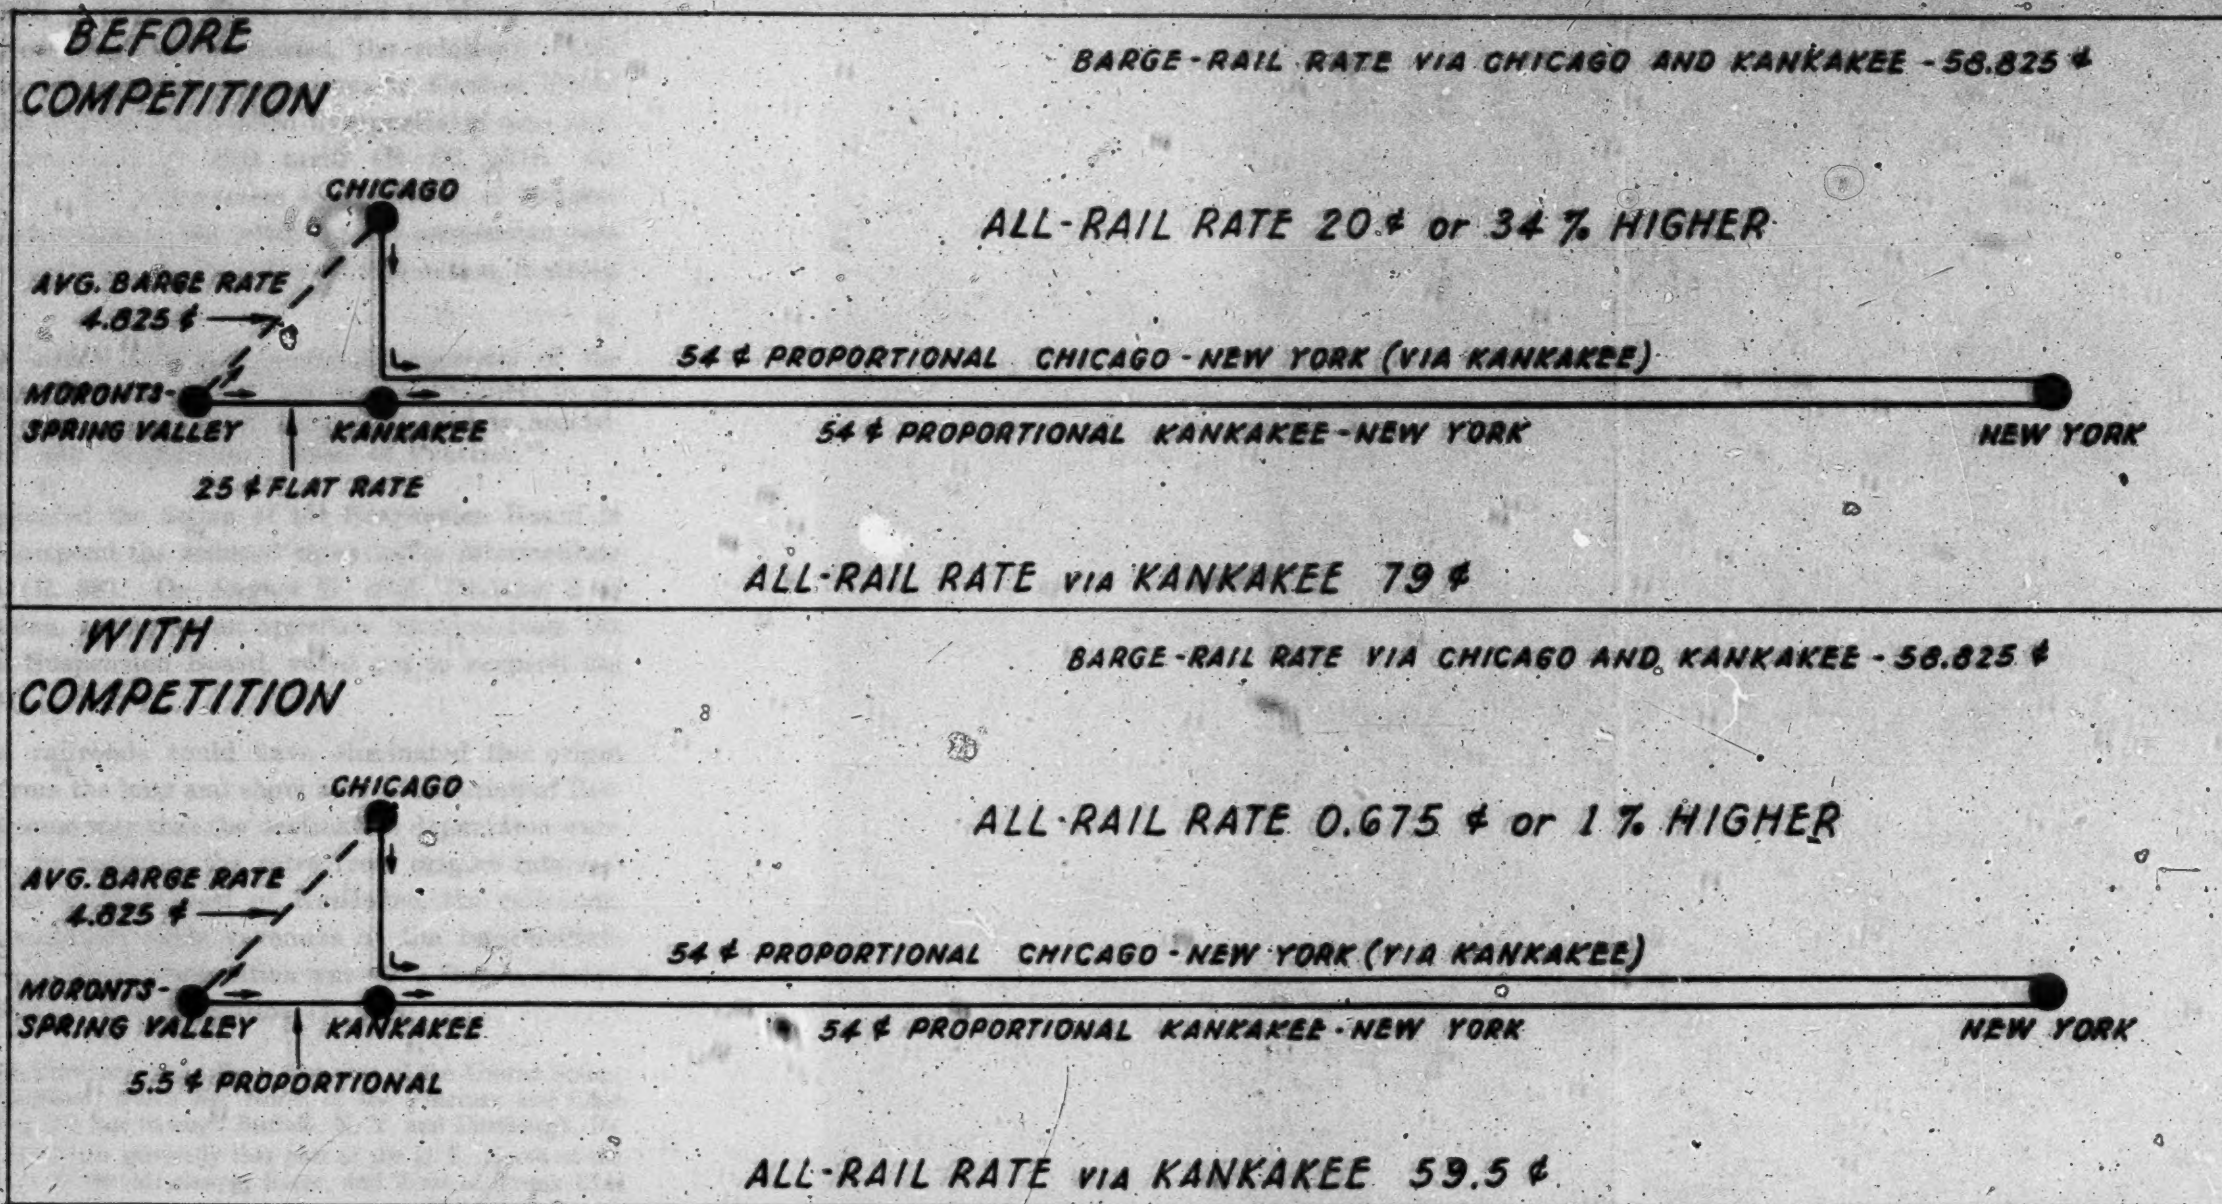 BEFORE
COMPETITION
BARGE-RAIL RATE VIA CHICAGO AND KANKAKEE - 58.825 ¢
CHICAGO
ALL-RAIL RATE 20 ¢ or 34 % HIGHER
AVG. BARGE RATE
4.825 ¢
54 ¢ PROPORTIONAL CHICAGO - NEW YORK (VIA KANKAKEE)
MORONTS-
SPRING VALLEY
KANKAKEE
54 ¢ PROPORTIONAL KANKAKEE-NEW YORK
NEW YORK
25 ¢ FLAT RATE
ALL-RAIL RATE VIA KANKAKEE 79 ¢
WITH
COMPETITION
BARGE-RAIL RATE VIA CHICAGO AND KANKAKEE - 58.825 ¢
CHICAGO
ALL-RAIL RATE 0.675 ¢ or 1 % HIGHER
AVG. BARGE RATE
4.825 ¢
54 ¢ PROPORTIONAL CHICAGO - NEW YORK (VIA KANKAKEE)
MORONTS-
SPRING VALLEY
KANKAKEE
54 ¢ PROPORTIONAL KANKAKEE - NEW YORK
NEW YORK
5.5 ¢ PROPORTIONAL
ALL-RAIL RATE VIA KANKAKEE 59.5 ¢